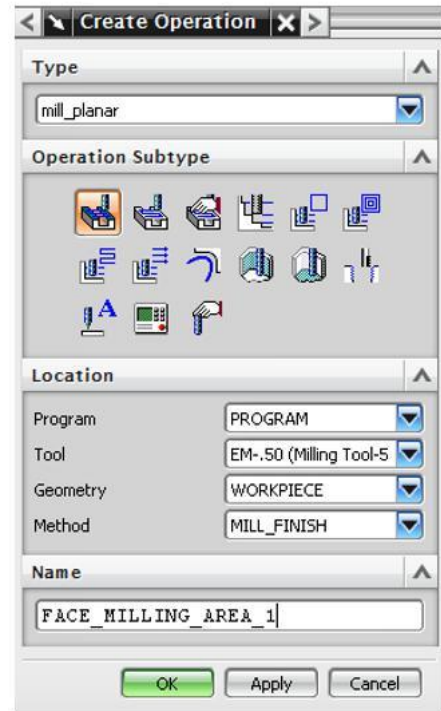 Create Operation
Type
mill_planar
Operation Subtype
A
Location
Program PROGRAM
Tool EM-.50 (Milling Tool-5
Geometry WORKPIECE
Method MILL_FINISH
Name
FACE_MILLING_AREA_1
OK Apply Cancel